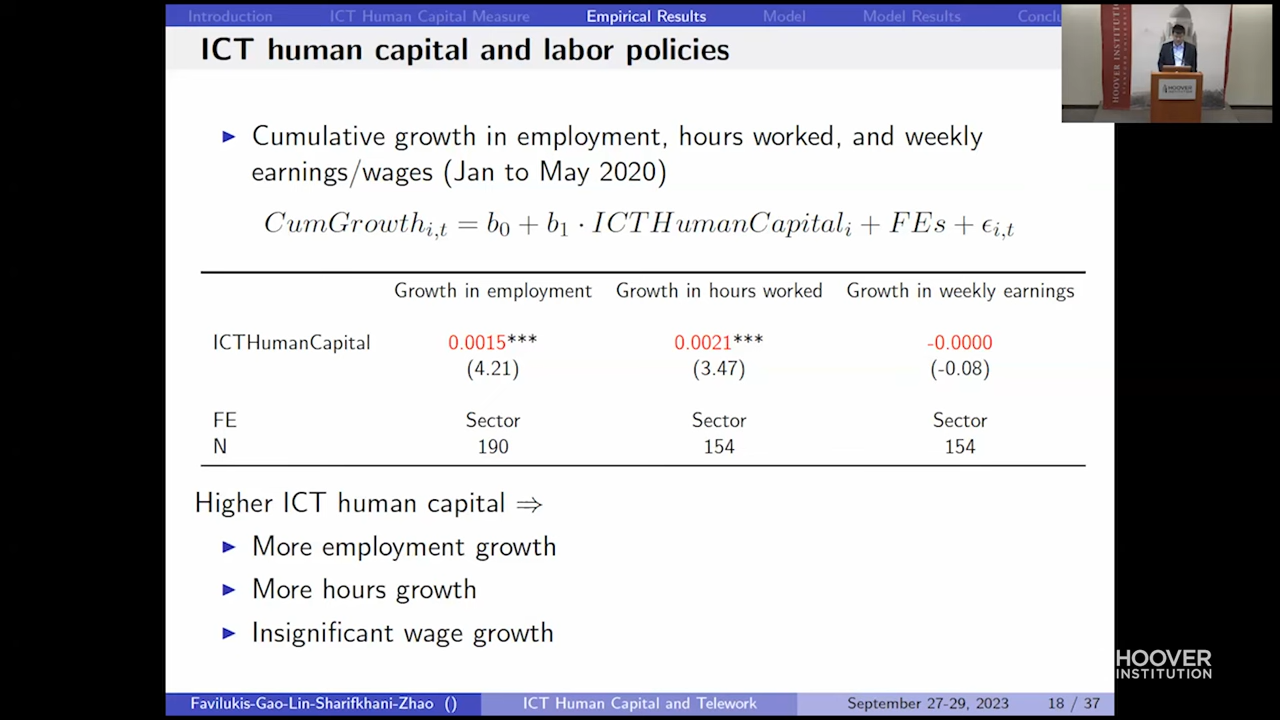 Introduction ICT Human Capital Measure Empirical Results Model Model Results
ICT human capital and labor policies
HOOVER INSTITUTION
HOOVER
INSTITUTION
▶ Cumulative growth in employment, hours worked, and weekly
earnings/wages (Jan to May 2020)
CumGrowth_{i,t} = b_0 + b_1 · ICTHumanCapital_i + FEs + ϵ_{i,t}
Growth in employment Growth in hours worked Growth in weekly earnings
ICTHumanCapital 0.0015*** 0.0021*** -0.0000
(4.21) (3.47) (-0.08)
FE Sector Sector Sector
N 190 154 154
Higher ICT human capital ⇒
▶ More employment growth
▶ More hours growth
▶ Insignificant wage growth
HOOVER
INSTITUTION
Favilukis-Gao-Lin-Sharifkhani-Zhao () ICT Human Capital and Telework September 27-29, 2023 18 / 37